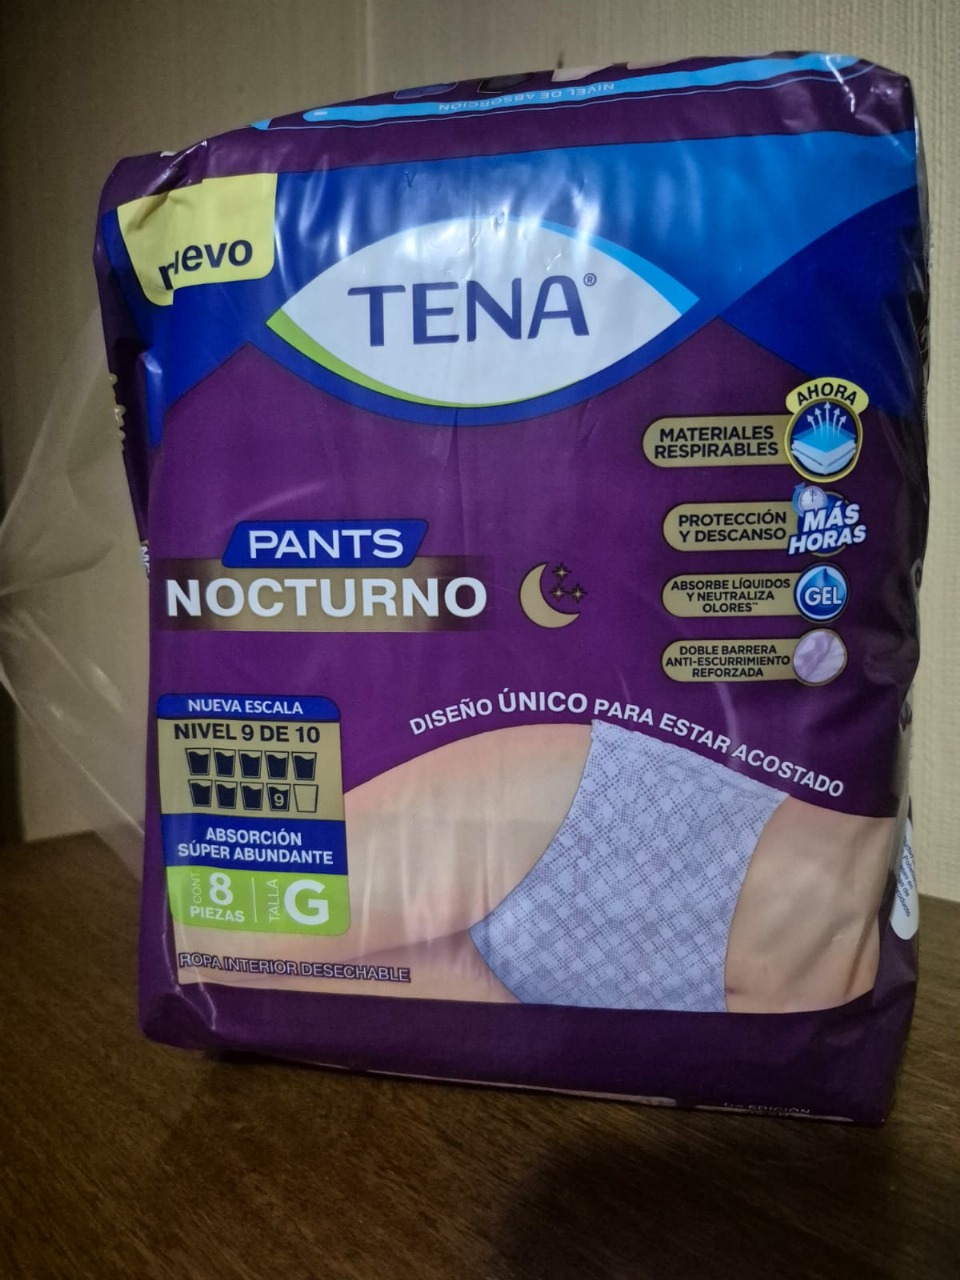 NIVEL DE ABSORCIÓN
nuevo
TENA®
AHORA
MATERIALES
RESPIRABLES
PROTECCIÓN
Y DESCANSO
MÁS
HORAS
PANTS
NOCTURNO
ABSORBE LÍQUIDOS
Y NEUTRALIZA
OLORES**
GEL
DOBLE BARRERA
ANTI-ESCURRIMIENTO
REFORZADA
DISEÑO ÚNICO PARA ESTAR ACOSTADO
NUEVA ESCALA
NIVEL 9 DE 10
9
ABSORCIÓN
SÚPER ABUNDANTE
CONT
8
PIEZAS
TALLA
G
ROPA INTERIOR DESECHABLE